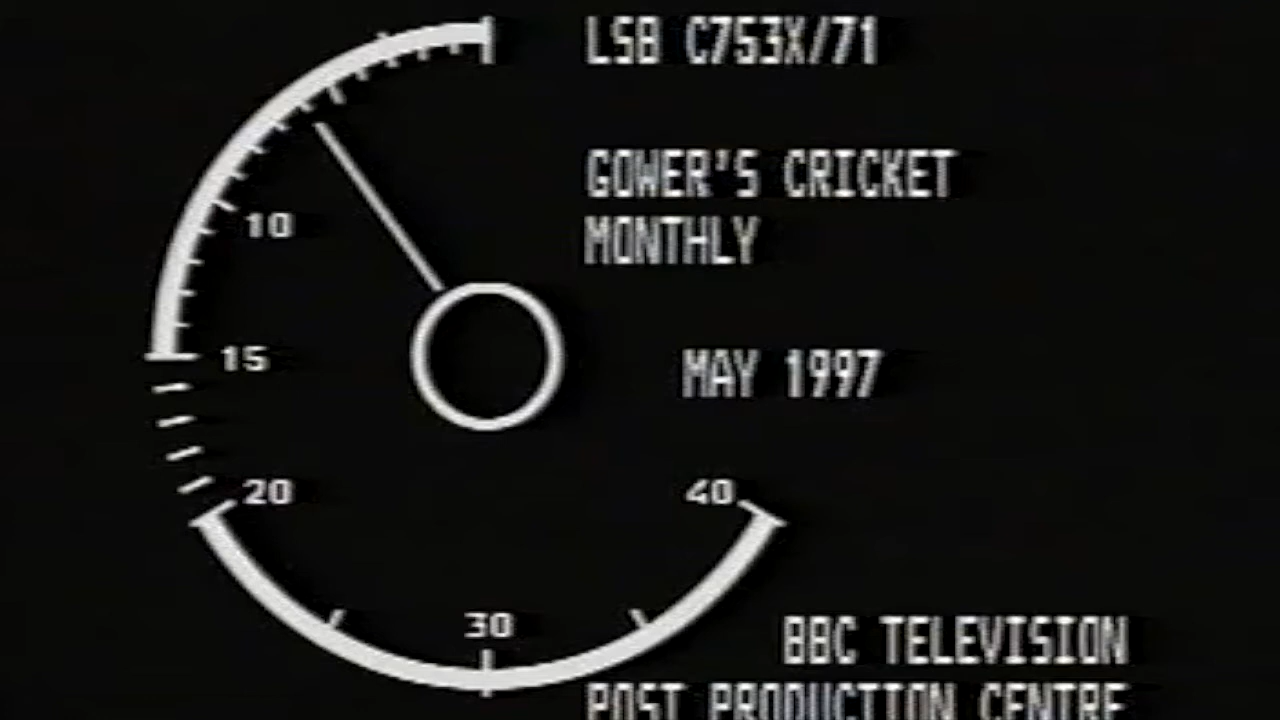 LSB C753X/71
GOWER'S CRICKET
MONTHLY
10
15
MAY 1997
20
40
30
BBC TELEVISION
POST PRODUCTION CENTRE